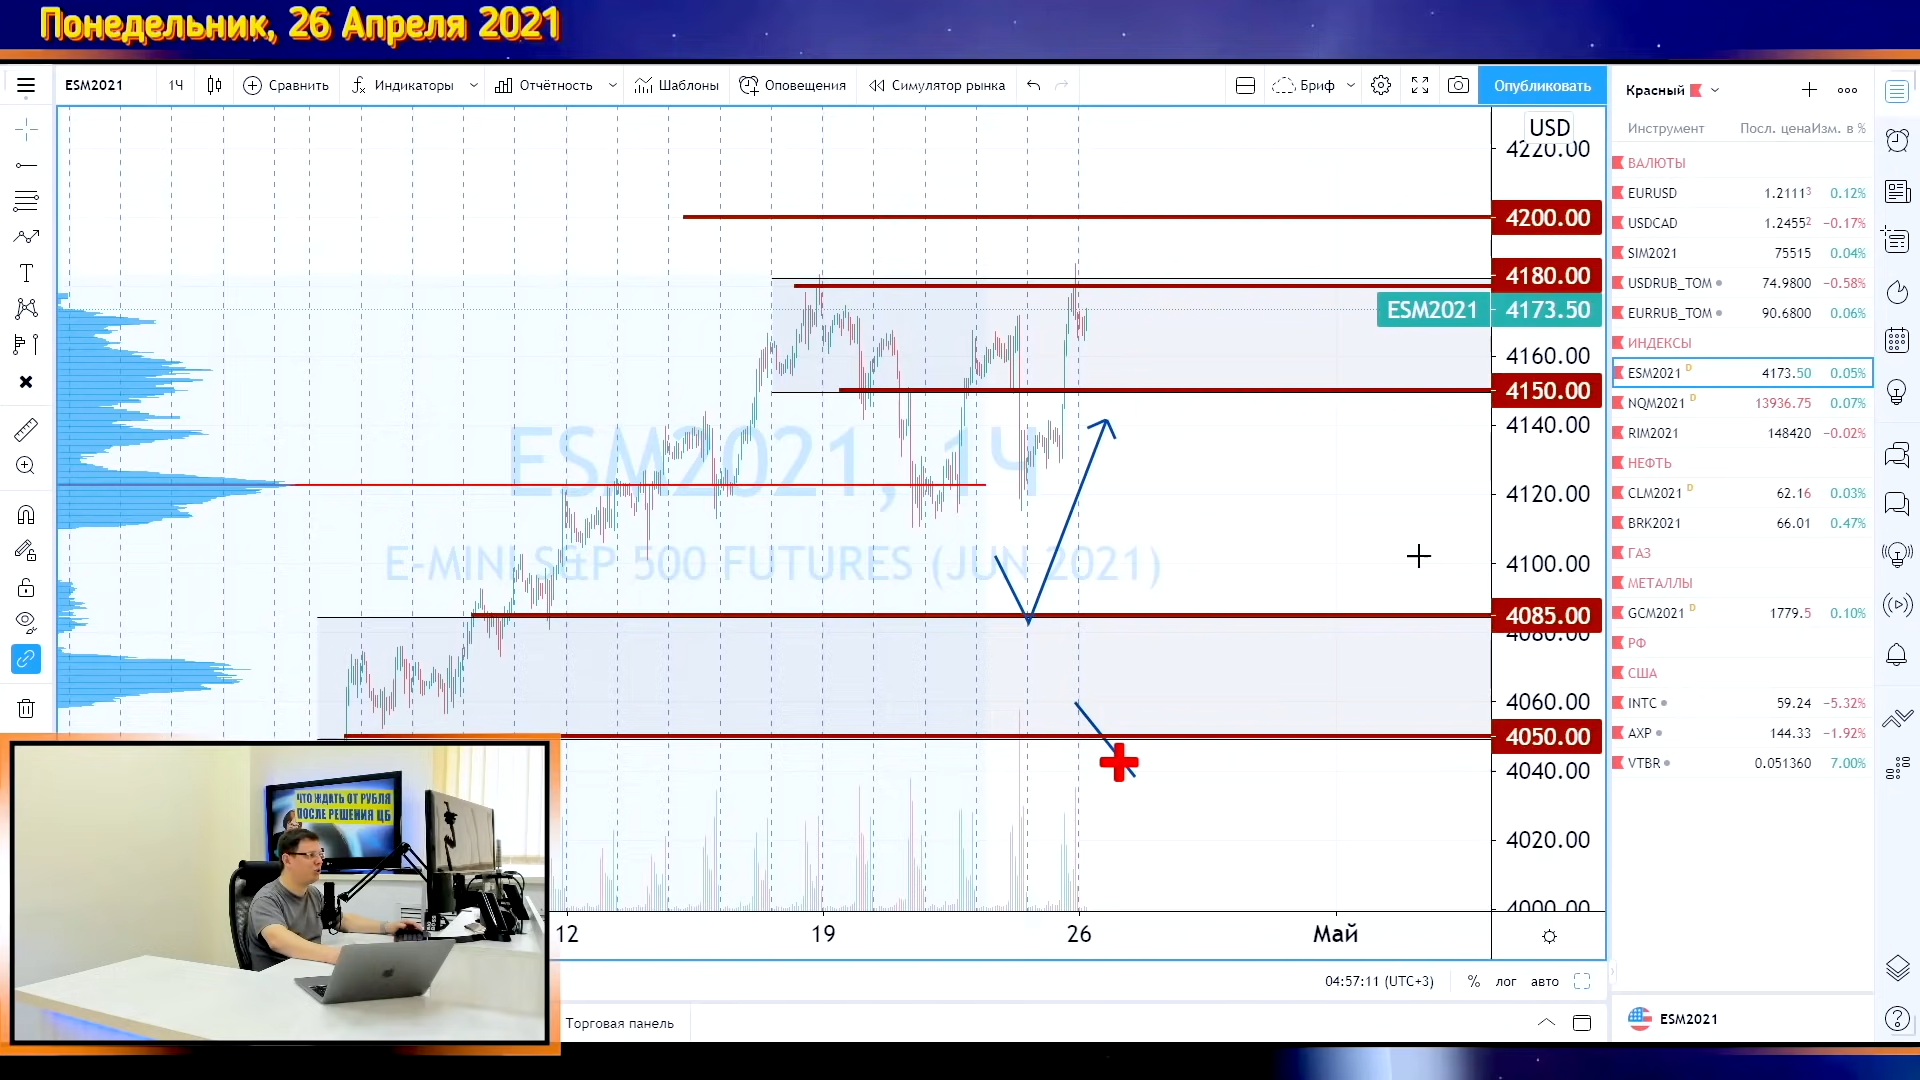 Понедельник, 26 Апреля 2021
ESM2021 1Ч Сравнить Индикаторы Отчётность Шаблоны Оповещения Симулятор рынка Бриф Опубликовать
Красный
Инструмент Посл. цена Изм. в %
ВАЛЮТЫ
EURUSD 1.2111³ 0.12%
USDCAD 1.2455² −0.17%
SIM2021 75515 0.04%
USDRUB_TOM 74.9800 −0.58%
EURRUB_TOM 90.6800 0.06%
ИНДЕКСЫ
ESM2021 D 4173.50 0.05%
NQM2021 D 13936.75 0.07%
RIM2021 148420 −0.02%
НЕФТЬ
CLM2021 D 62.16 0.03%
BRK2021 66.01 0.47%
ГАЗ
МЕТАЛЛЫ
GCM2021 D 1779.5 0.10%
РФ
США
INTC 59.24 −5.32%
AXP 144.33 −1.92%
VTBR 0.051360 7.00%
ESM2021
USD
4220.00
4200.00
4180.00
ESM2021 4173.50
4160.00
4150.00
4140.00
4120.00
4100.00
4085.00
4080.00
4060.00
4050.00
4040.00
4020.00
4000.00
ESM2021, 1Ч
E-MINI S&P 500 FUTURES (JUN 2021)
ЧТО ЖДАТЬ ОТ РУБЛЯ
ПОСЛЕ РЕШЕНИЯ ЦБ
12 19 26 Май
04:57:11 (UTC+3) % лог авто
Торговая панель